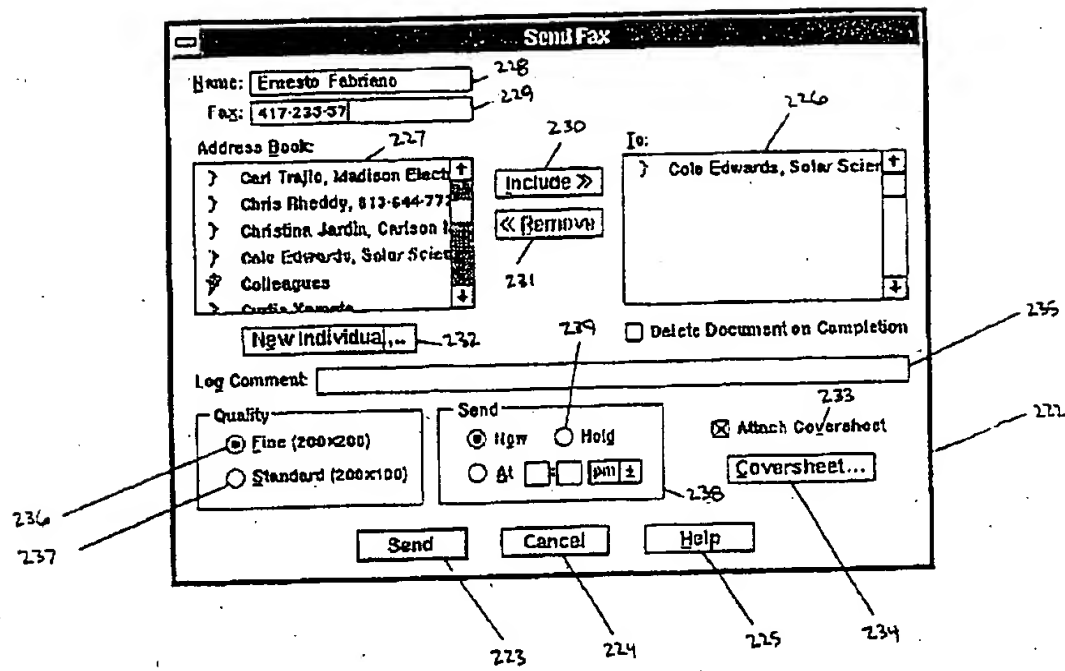 Send Fax
Name: Ernesto Fabriano
228
Fax: 417-235-57
229
226
Address Book:
227
230
To:
Carl Trajlo, Madison Elect
Chris Rheddy, 813-644-77
Christina Jardin, Carlson
Cole Edwards, Solar Scien
Colleagues
Curtis
Include >>
<< Remove
231
Cole Edwards, Solar Scien
New Individua,..
232
239
Delete Document on Completion
235
Log Comment:
233
222
Quality
Fine (200x200)
Standard (200x100)
Send
Now
Hold
At : pm
238
Attach Coversheet
Coversheet...
236
237
Send
Cancel
Help
223
224
225
234